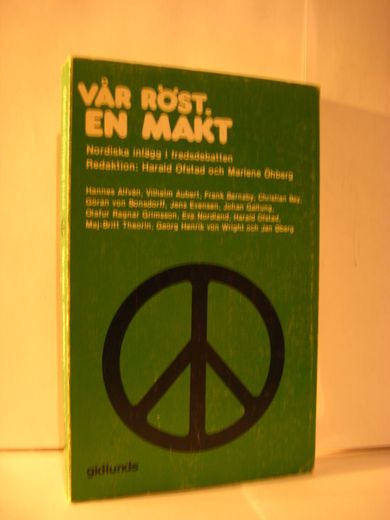 VÅR RÖST,
EN MAKT
Nordiska inlägg i fredsdebatten
Redaktion: Harald Ofstad och Marlene Öhberg
Hannes Alfvén, Vilhelm Aubert, Frank Barnaby, Christian Bay,
Göran von Bonsdorff, Jens Evensen, Johan Galtung,
Olafur Ragnar Grimsson, Eva Nordland, Harald Ofstad,
Maj-Britt Theorin, Georg Henrik von Wright och Jan Øberg
gidlunds